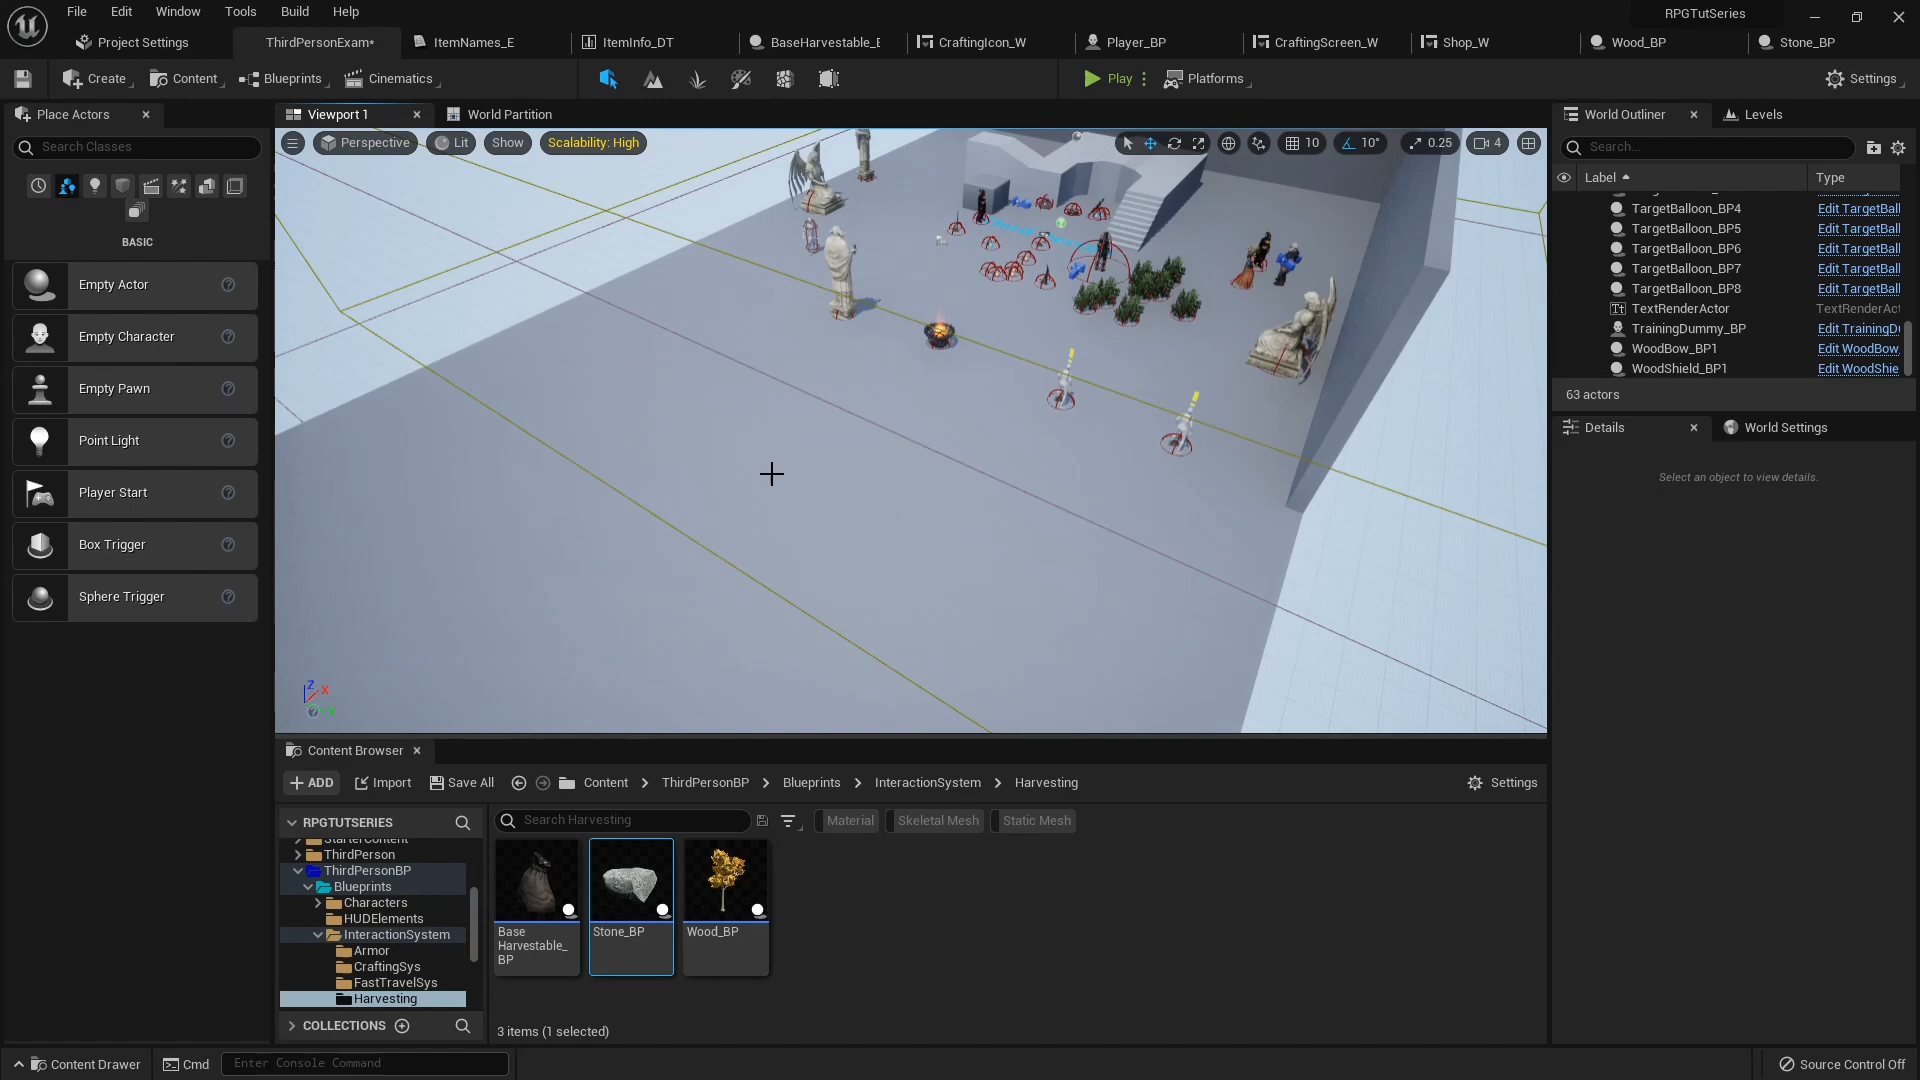 File Edit Window Tools Build Help RPGTutSeries
Project Settings ThirdPersonExam* ItemNames_E ItemInfo_DT BaseHarvestable_B CraftingIcon_W Player_BP CraftingScreen_W Shop_W Wood_BP Stone_BP
Create Content Blueprints Cinematics Play Platforms Settings
Place Actors Viewport 1 World Partition World Outliner Levels
Search Classes
Perspective Lit Show Scalability: High 10 10° 0.25 4
Search...
Label Type
BASIC
Empty Actor
Empty Character
Empty Pawn
Point Light
Player Start
Box Trigger
Sphere Trigger
TargetBalloon_BP4 Edit TargetBall
TargetBalloon_BP5 Edit TargetBall
TargetBalloon_BP6 Edit TargetBall
TargetBalloon_BP7 Edit TargetBall
TargetBalloon_BP8 Edit TargetBall
TextRenderActor TextRenderAct
TrainingDummy_BP Edit TrainingDu
WoodBow_BP1 Edit WoodBow_
WoodShield_BP1 Edit WoodShie
63 actors
Details World Settings
Select an object to view details.
Z X
Content Browser
ADD Import Save All Content ThirdPersonBP Blueprints InteractionSystem Harvesting Settings
RPGTUTSERIES Search Harvesting Material Skeletal Mesh Static Mesh
StarterContent
ThirdPerson
ThirdPersonBP
Blueprints
Characters
HUDElements
InteractionSystem
Armor
CraftingSys
FastTravelSys
Harvesting
Base
Harvestable_
BP
Stone_BP
Wood_BP
COLLECTIONS
3 items (1 selected)
Content Drawer Cmd Enter Console Command Source Control Off